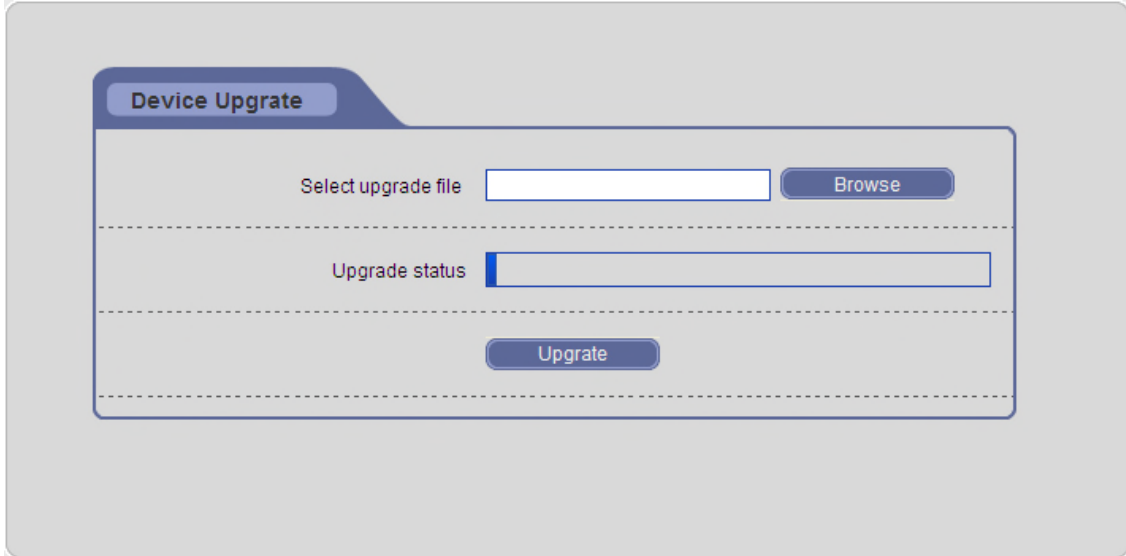 Device Upgrate
Select upgrade file
Browse
Upgrade status
Upgrate